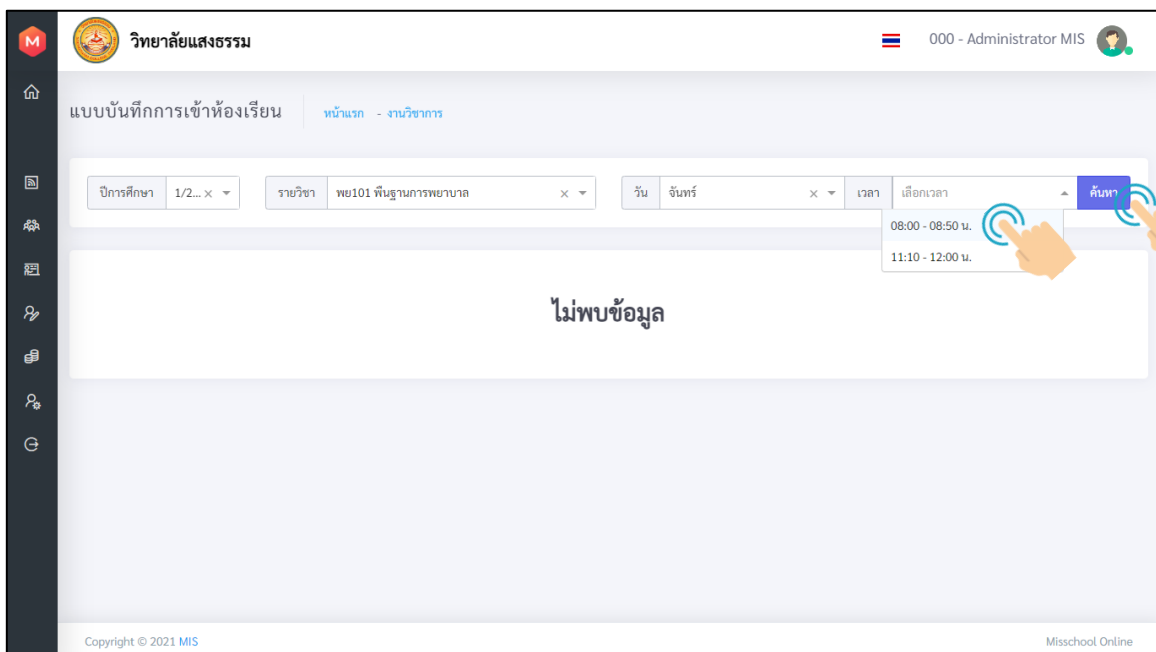 M
วิทยาลัยแสงธรรม
000 - Administrator MIS
แบบบันทึกการเข้าห้องเรียน
หน้าแรก - งานวิชาการ
ปีการศึกษา 1/2... × รายวิชา พย101 พื้นฐานการพยาบาล × วัน จันทร์ × เวลา เลือกเวลา ค้นหา
08:00 - 08:50 น.
11:10 - 12:00 น.
ไม่พบข้อมูล
Copyright © 2021 MIS
Misschool Online